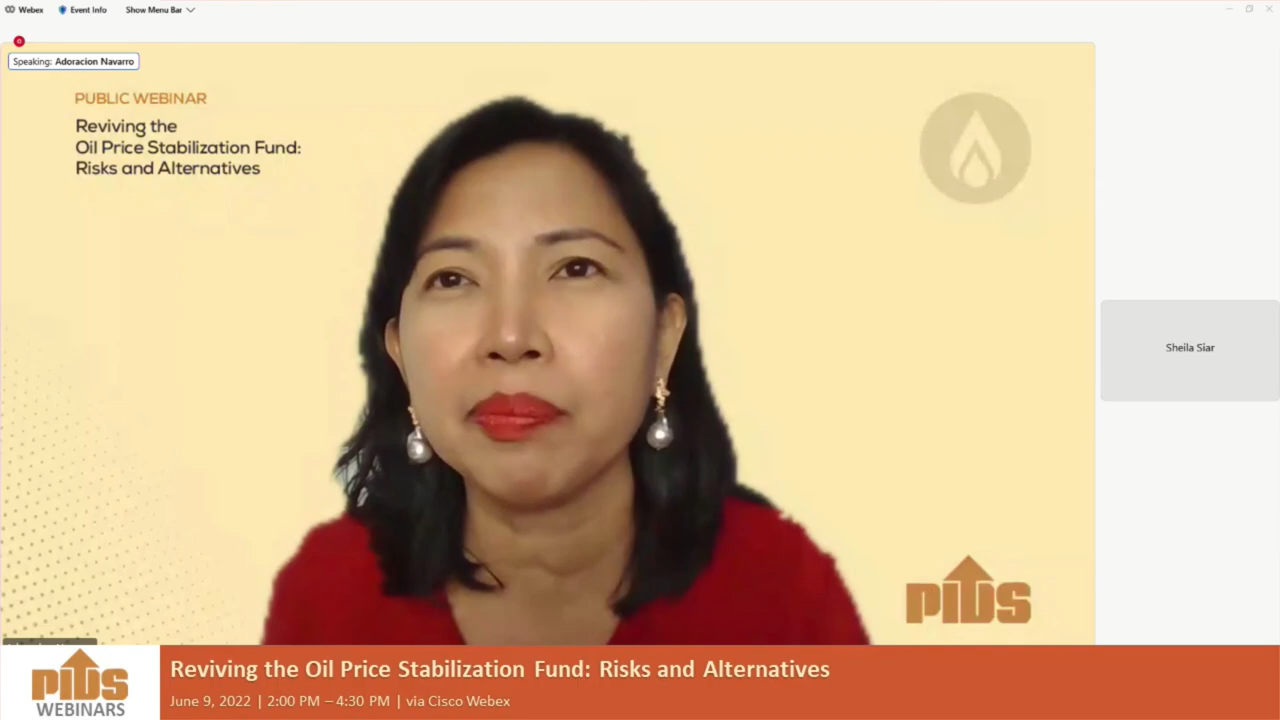 Webex
Event Info
Show Menu Bar
Speaking: Adoracion Navarro
PUBLIC WEBINAR
Reviving the
Oil Price Stabilization Fund:
Risks and Alternatives
Sheila Siar
PIDS
PIDS
WEBINARS
Reviving the Oil Price Stabilization Fund: Risks and Alternatives
June 9, 2022 | 2:00 PM – 4:30 PM | via Cisco Webex